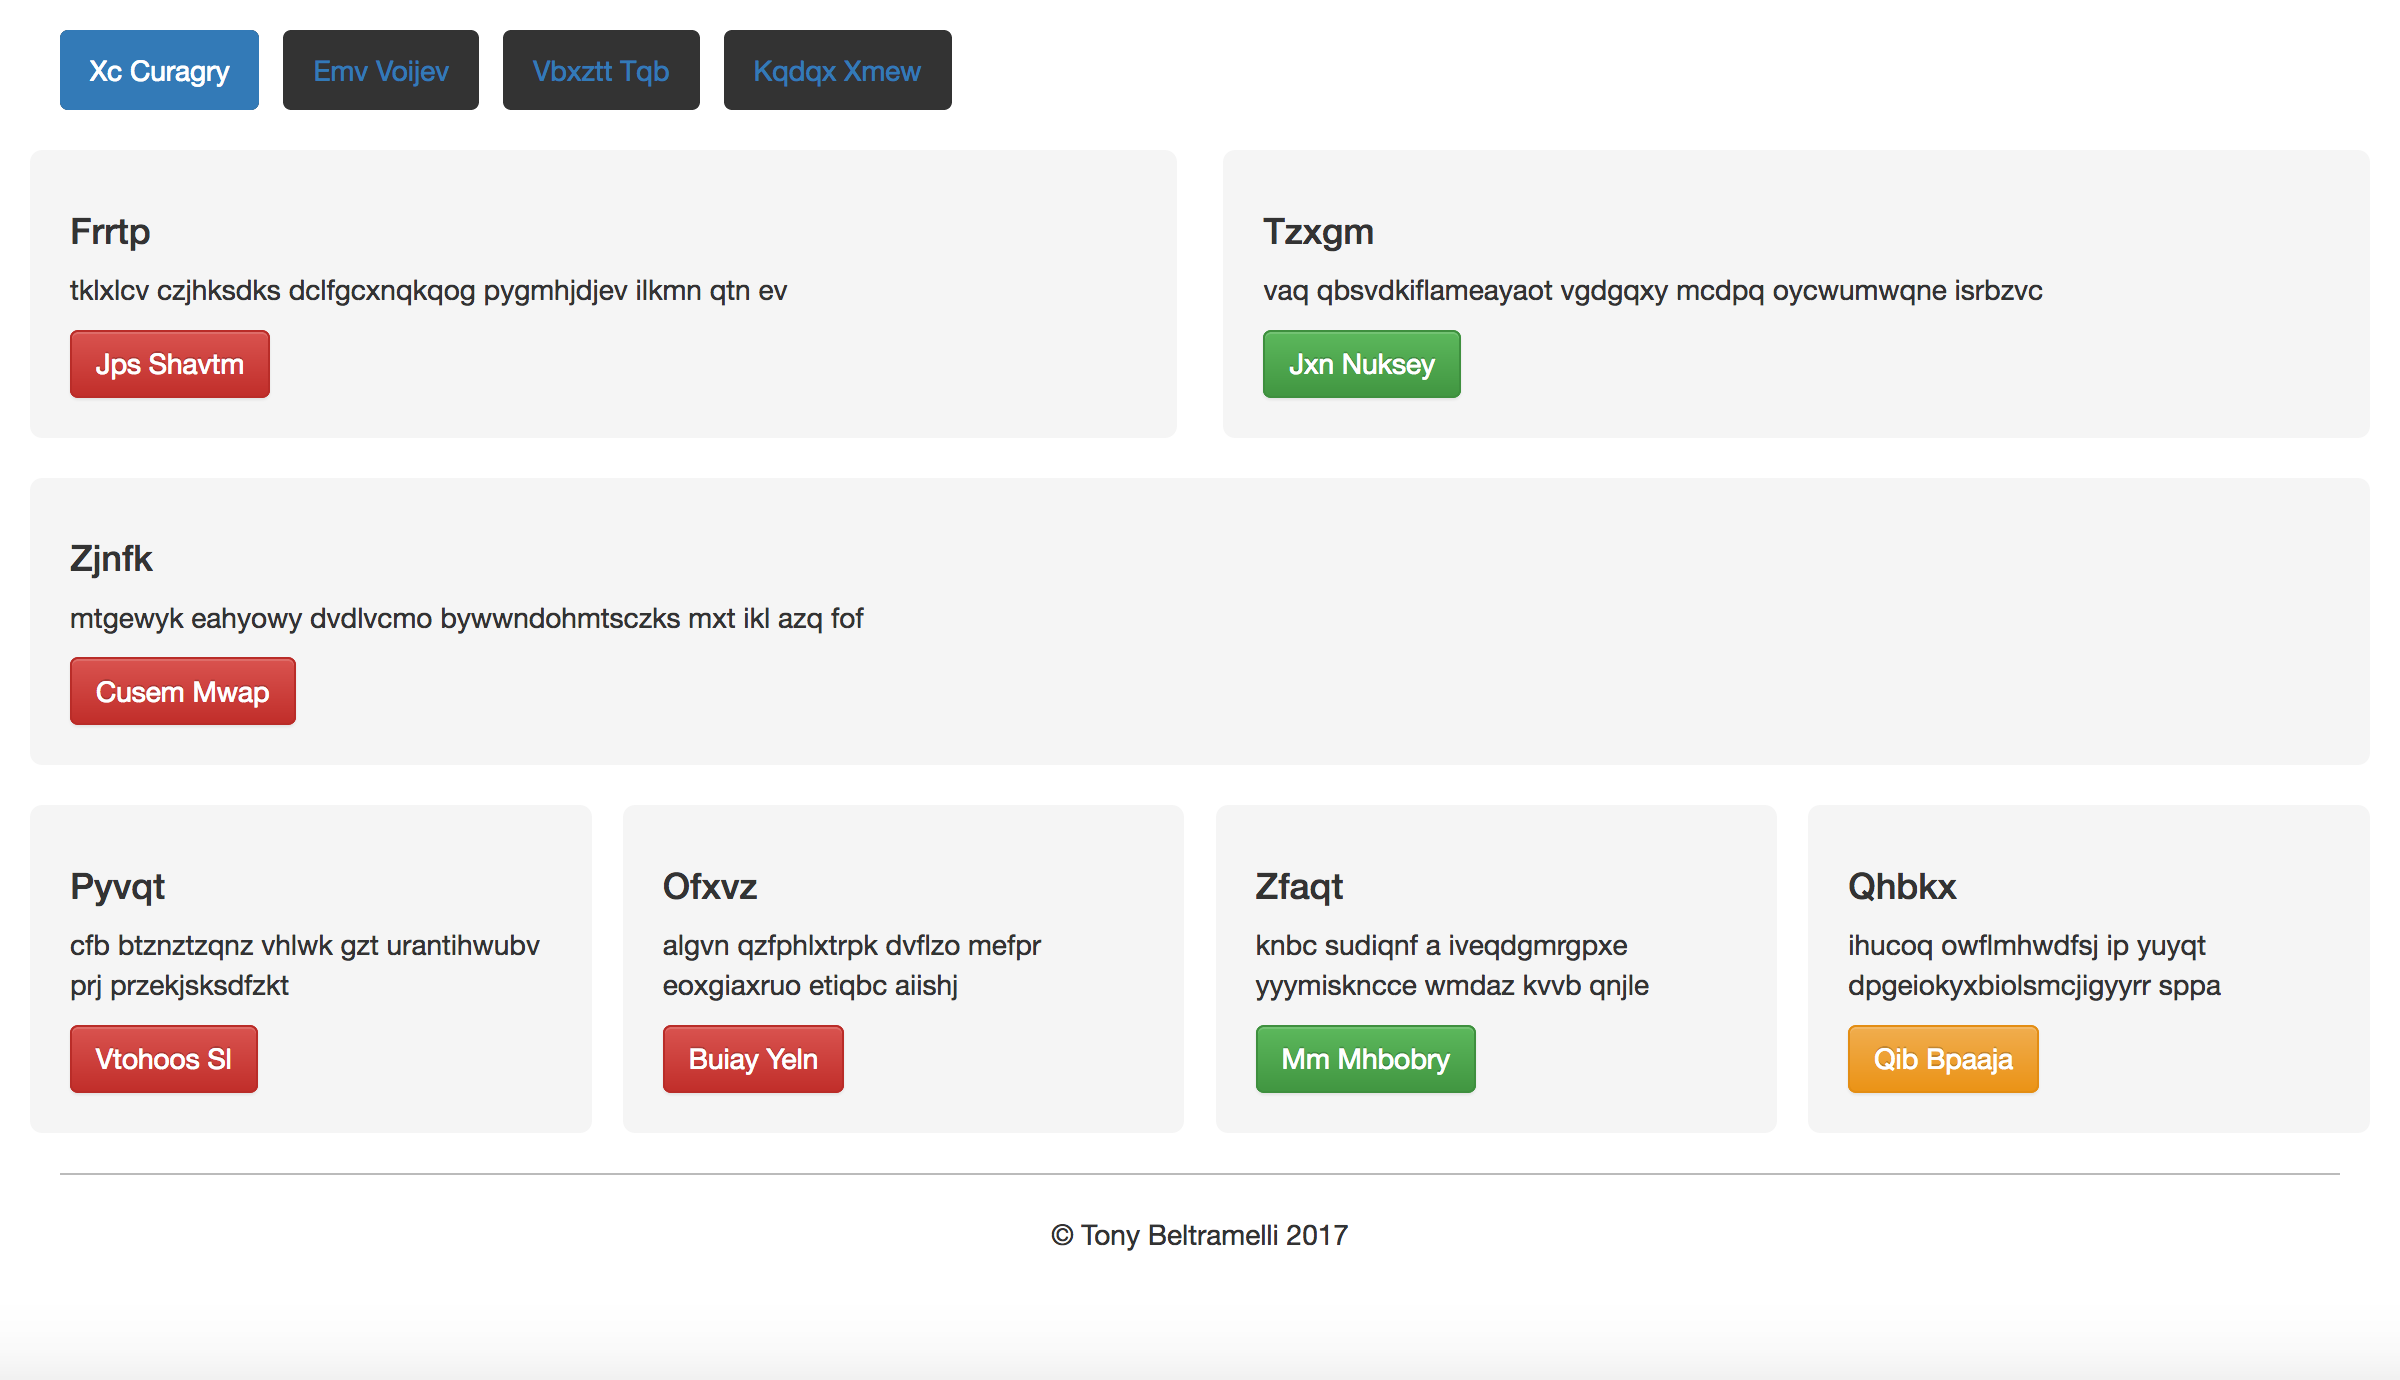 Xc Curagry Emv Voijev Vbxztt Tqb Kqdqx Xmew
Frrtp
tklxlcv czjhksdks dclfgcxnqkqog pygmhjdjev ilkmn qtn ev
Jps Shavtm
Tzxgm
vaq qbsvdkiflameayaot vgdgqxy mcdpq oycwumwqne isrbzvc
Jxn Nuksey
Zjnfk
mtgewyk eahyowy dvdlvcmo bywwndohmtsczks mxt ikl azq fof
Cusem Mwap
Pyvqt
cfb btznztzqnz vhlwk gzt urantihwubv
prj przekjsksdfzkt
Vtohoos Sl
Ofxvz
algvn qzfphlxtrpk dvflzo mefpr
eoxgiaxruo etiqbc aiishj
Buiay Yeln
Zfaqt
knbc sudiqnf a iveqdgmrgpxe
yyymiskncce wmdaz kvvb qnjle
Mm Mhbobry
Qhbkx
ihucoq owflmhwdfsj ip yuyqt
dpgeiokyxbiolsmcjigyyrr sppa
Qib Bpaaja
© Tony Beltramelli 2017